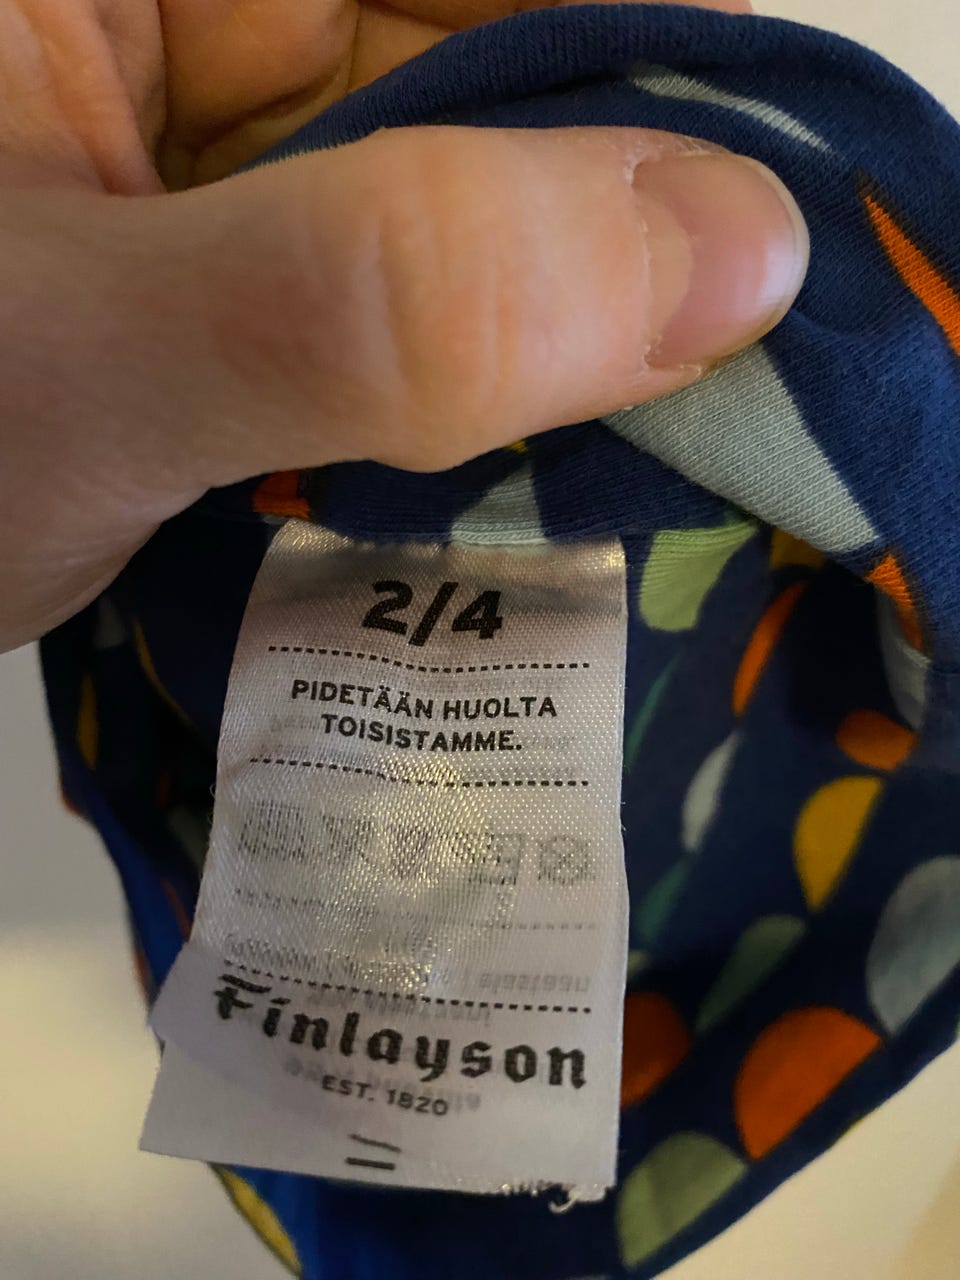 2/4
PIDETÄÄN HUOLTA
TOISISTAMME.
Finlayson
EST. 1820